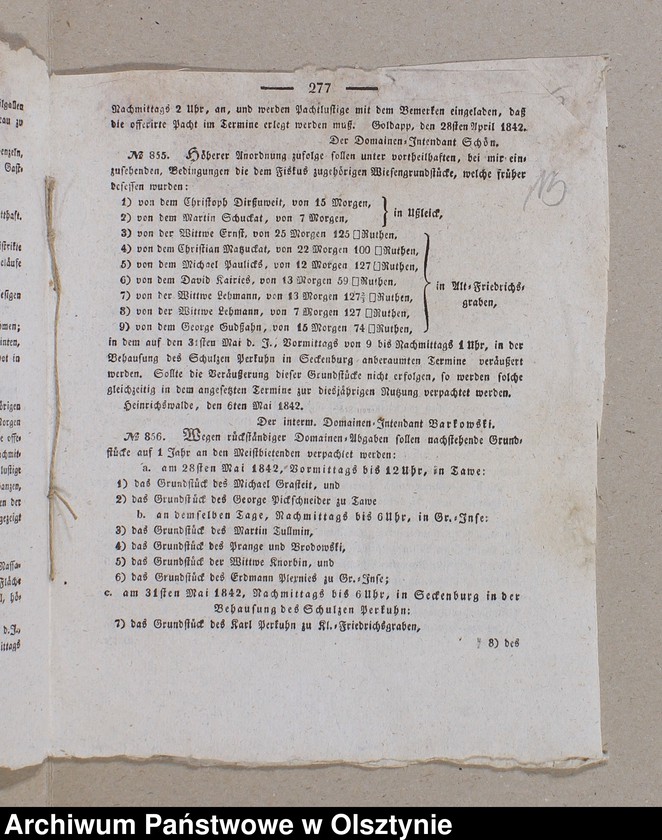 277
Nachmittags 2 Uhr, an, und werden Pachtlustige mit dem Bemerken eingeladen, daß
die offerirte Pacht im Termine erlegt werden muß. Goldapp, den 28sten April 1842.
Der Domainen-Intendant Schön.
№ 855. Höherer Anordnung zufolge sollen unter vortheilhaften, bei mir ein-
zusehenden, Bedingungen die dem Fiskus zugehörigen Wiesengrundstücke, welche früher
besessen wurden:
1) von dem Christoph Dirßuweit, von 15 Morgen,
2) von dem Martin Schuckat, von 7 Morgen,
in Ußleick,
3) von der Wittwe Ernst, von 25 Morgen 125 □Ruthen,
4) von dem Christian Matzuckat, von 22 Morgen 100 □Ruthen,
5) von dem Michael Paulicks, von 12 Morgen 127 □Ruthen,
6) von dem David Kairies, von 13 Morgen 59 □Ruthen,
7) von der Wittwe Lehmann, von 13 Morgen □Ruthen,
8) von der Wittwe Lehmann, von 7 Morgen 127 □Ruthen,
9) von dem George Gudßahn, von 15 Morgen 74 □Ruthen,
in Alt-Friedrichs-
graben,
in dem auf den 31sten Mai d. J., Vormittags von 9 bis Nachmittags 1 Uhr, in der
Behausung des Schulzen Perkuhn in Seckenburg anberaumten Termine veräußert
werden. Sollte die Veräußerung dieser Grundstücke nicht erfolgen, so werden solche
gleichzeitig in dem angesetzten Termine zur diesjährigen Nutzung verpachtet werden.
Heinrichswalde, den 6ten Mai 1842.
Der interm. Domainen-Intendant Barkowski.
№ 856. Wegen rückständiger Domainen-Abgaben sollen nachstehende Grund-
stücke auf 1 Jahr an den Meistbietenden verpachtet werden:
a. am 28sten Mai 1842, Vormittags bis 12 Uhr, in Tawe:
1) das Grundstück des Michael Grasteit, und
2) das Grundstück des George Pickschneider zu Tawe
b. an demselben Tage, Nachmittags bis 6 Uhr, in Gr.-Inse:
3) das Grundstück des Martin Tullmin,
4) das Grundstück des Prange und Brodowski,
5) das Grundstück der Wittwe Knorbin, und
6) das Grundstück des Erdmann Plernies zu Gr.-Inse;
c. am 31sten Mai 1842, Nachmittags bis 6 Uhr, in Seckenburg in der
Behausung des Schulzen Perkuhn:
7) das Grundstück des Karl Perkuhn zu Kl.-Friedrichsgraben,
8) des
Archiwum Państwowe w Olsztynie